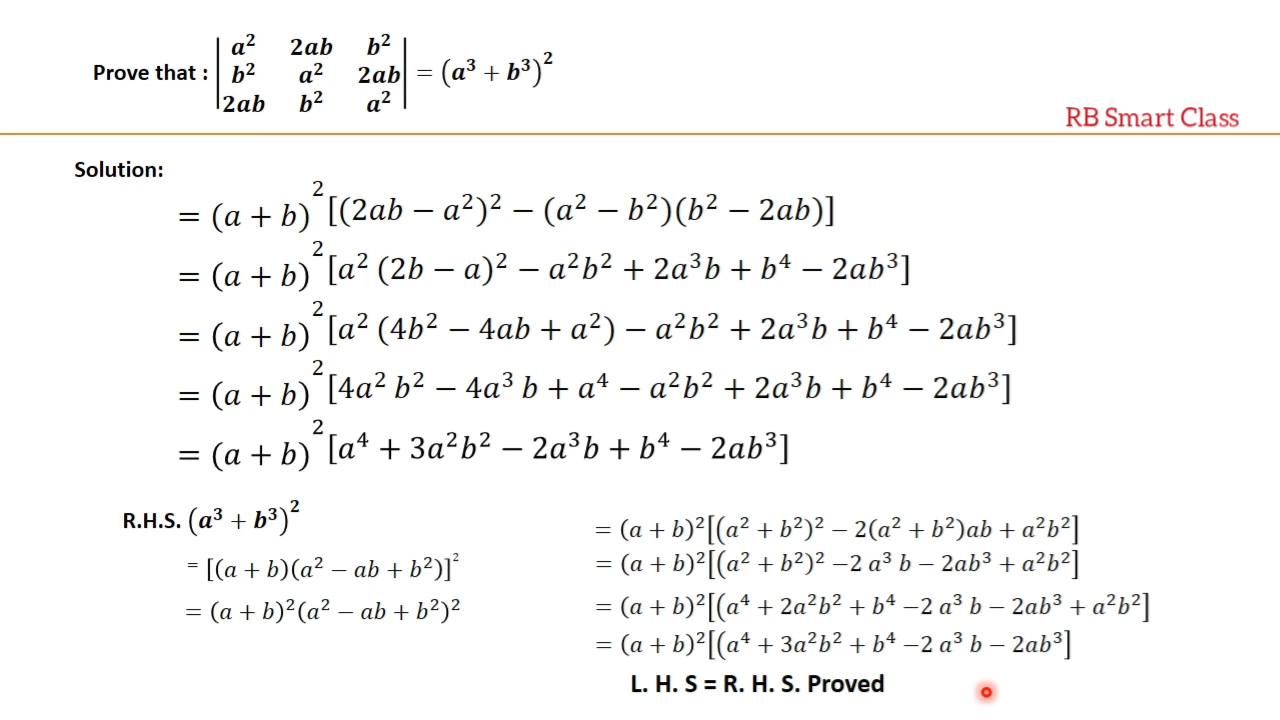 Prove that : | a² 2ab b² |
| b² a² 2ab | = (a³ + b³)²
| 2ab b² a² |
RB Smart Class
Solution:
= (a + b)² [(2ab − a²)² − (a² − b²)(b² − 2ab)]
= (a + b)² [a² (2b − a)² − a²b² + 2a³b + b⁴ − 2ab³]
= (a + b)² [a² (4b² − 4ab + a²) − a²b² + 2a³b + b⁴ − 2ab³]
= (a + b)² [4a² b² − 4a³ b + a⁴ − a²b² + 2a³b + b⁴ − 2ab³]
= (a + b)² [a⁴ + 3a²b² − 2a³b + b⁴ − 2ab³]
R.H.S. (a³ + b³)²
= [(a + b)(a² − ab + b²)]²
= (a + b)²(a² − ab + b²)²
= (a + b)²[(a² + b²)² − 2(a² + b²)ab + a²b²]
= (a + b)²[(a² + b²)² −2 a³ b − 2ab³ + a²b²]
= (a + b)²[(a⁴ + 2a²b² + b⁴ −2 a³ b − 2ab³ + a²b²]
= (a + b)²[(a⁴ + 3a²b² + b⁴ −2 a³ b − 2ab³]
L. H. S = R. H. S. Proved